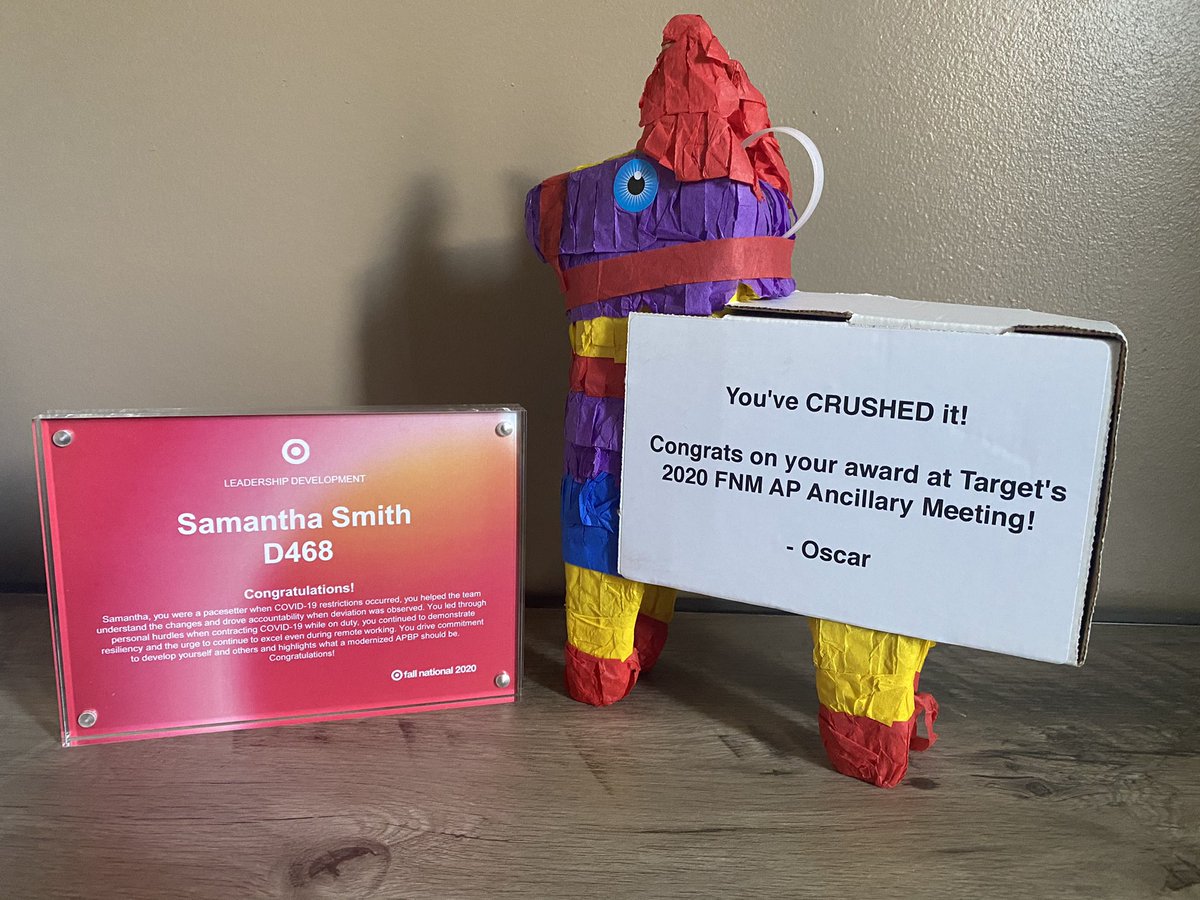 LEADERSHIP DEVELOPMENT
Samantha Smith
D468
Congratulations!
Samantha, you were a pacesetter when COVID-19 restrictions occurred, you helped the team
understand the changes and drove accountability when deviation was observed. You led through
personal hurdles when contracting COVID-19 while on duty, you continued to demonstrate
resiliency and the urge to continue to excel even during remote working. You drive commitment
to develop yourself and others and highlights what a modernized APBP should be.
Congratulations!
fall national 2020
You've CRUSHED it!
Congrats on your award at Target's
2020 FNM AP Ancillary Meeting!
- Oscar